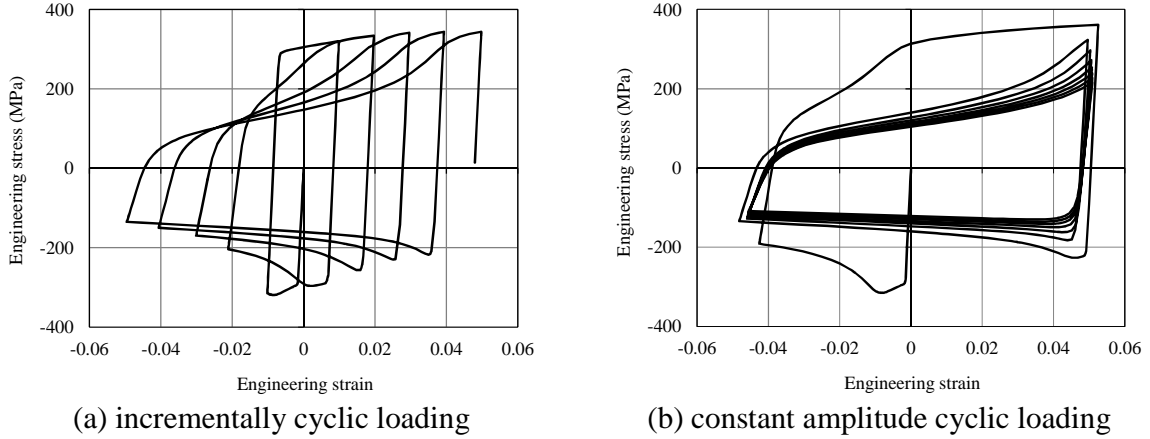 400
200
0
-200
-400
Engineering stress (MPa)
-0.06 -0.04 -0.02 0 0.02 0.04 0.06
Engineering strain
(a) incrementally cyclic loading
400
200
0
-200
-400
Engineering stress (MPa)
-0.06 -0.04 -0.02 0 0.02 0.04 0.06
Engineering strain
(b) constant amplitude cyclic loading